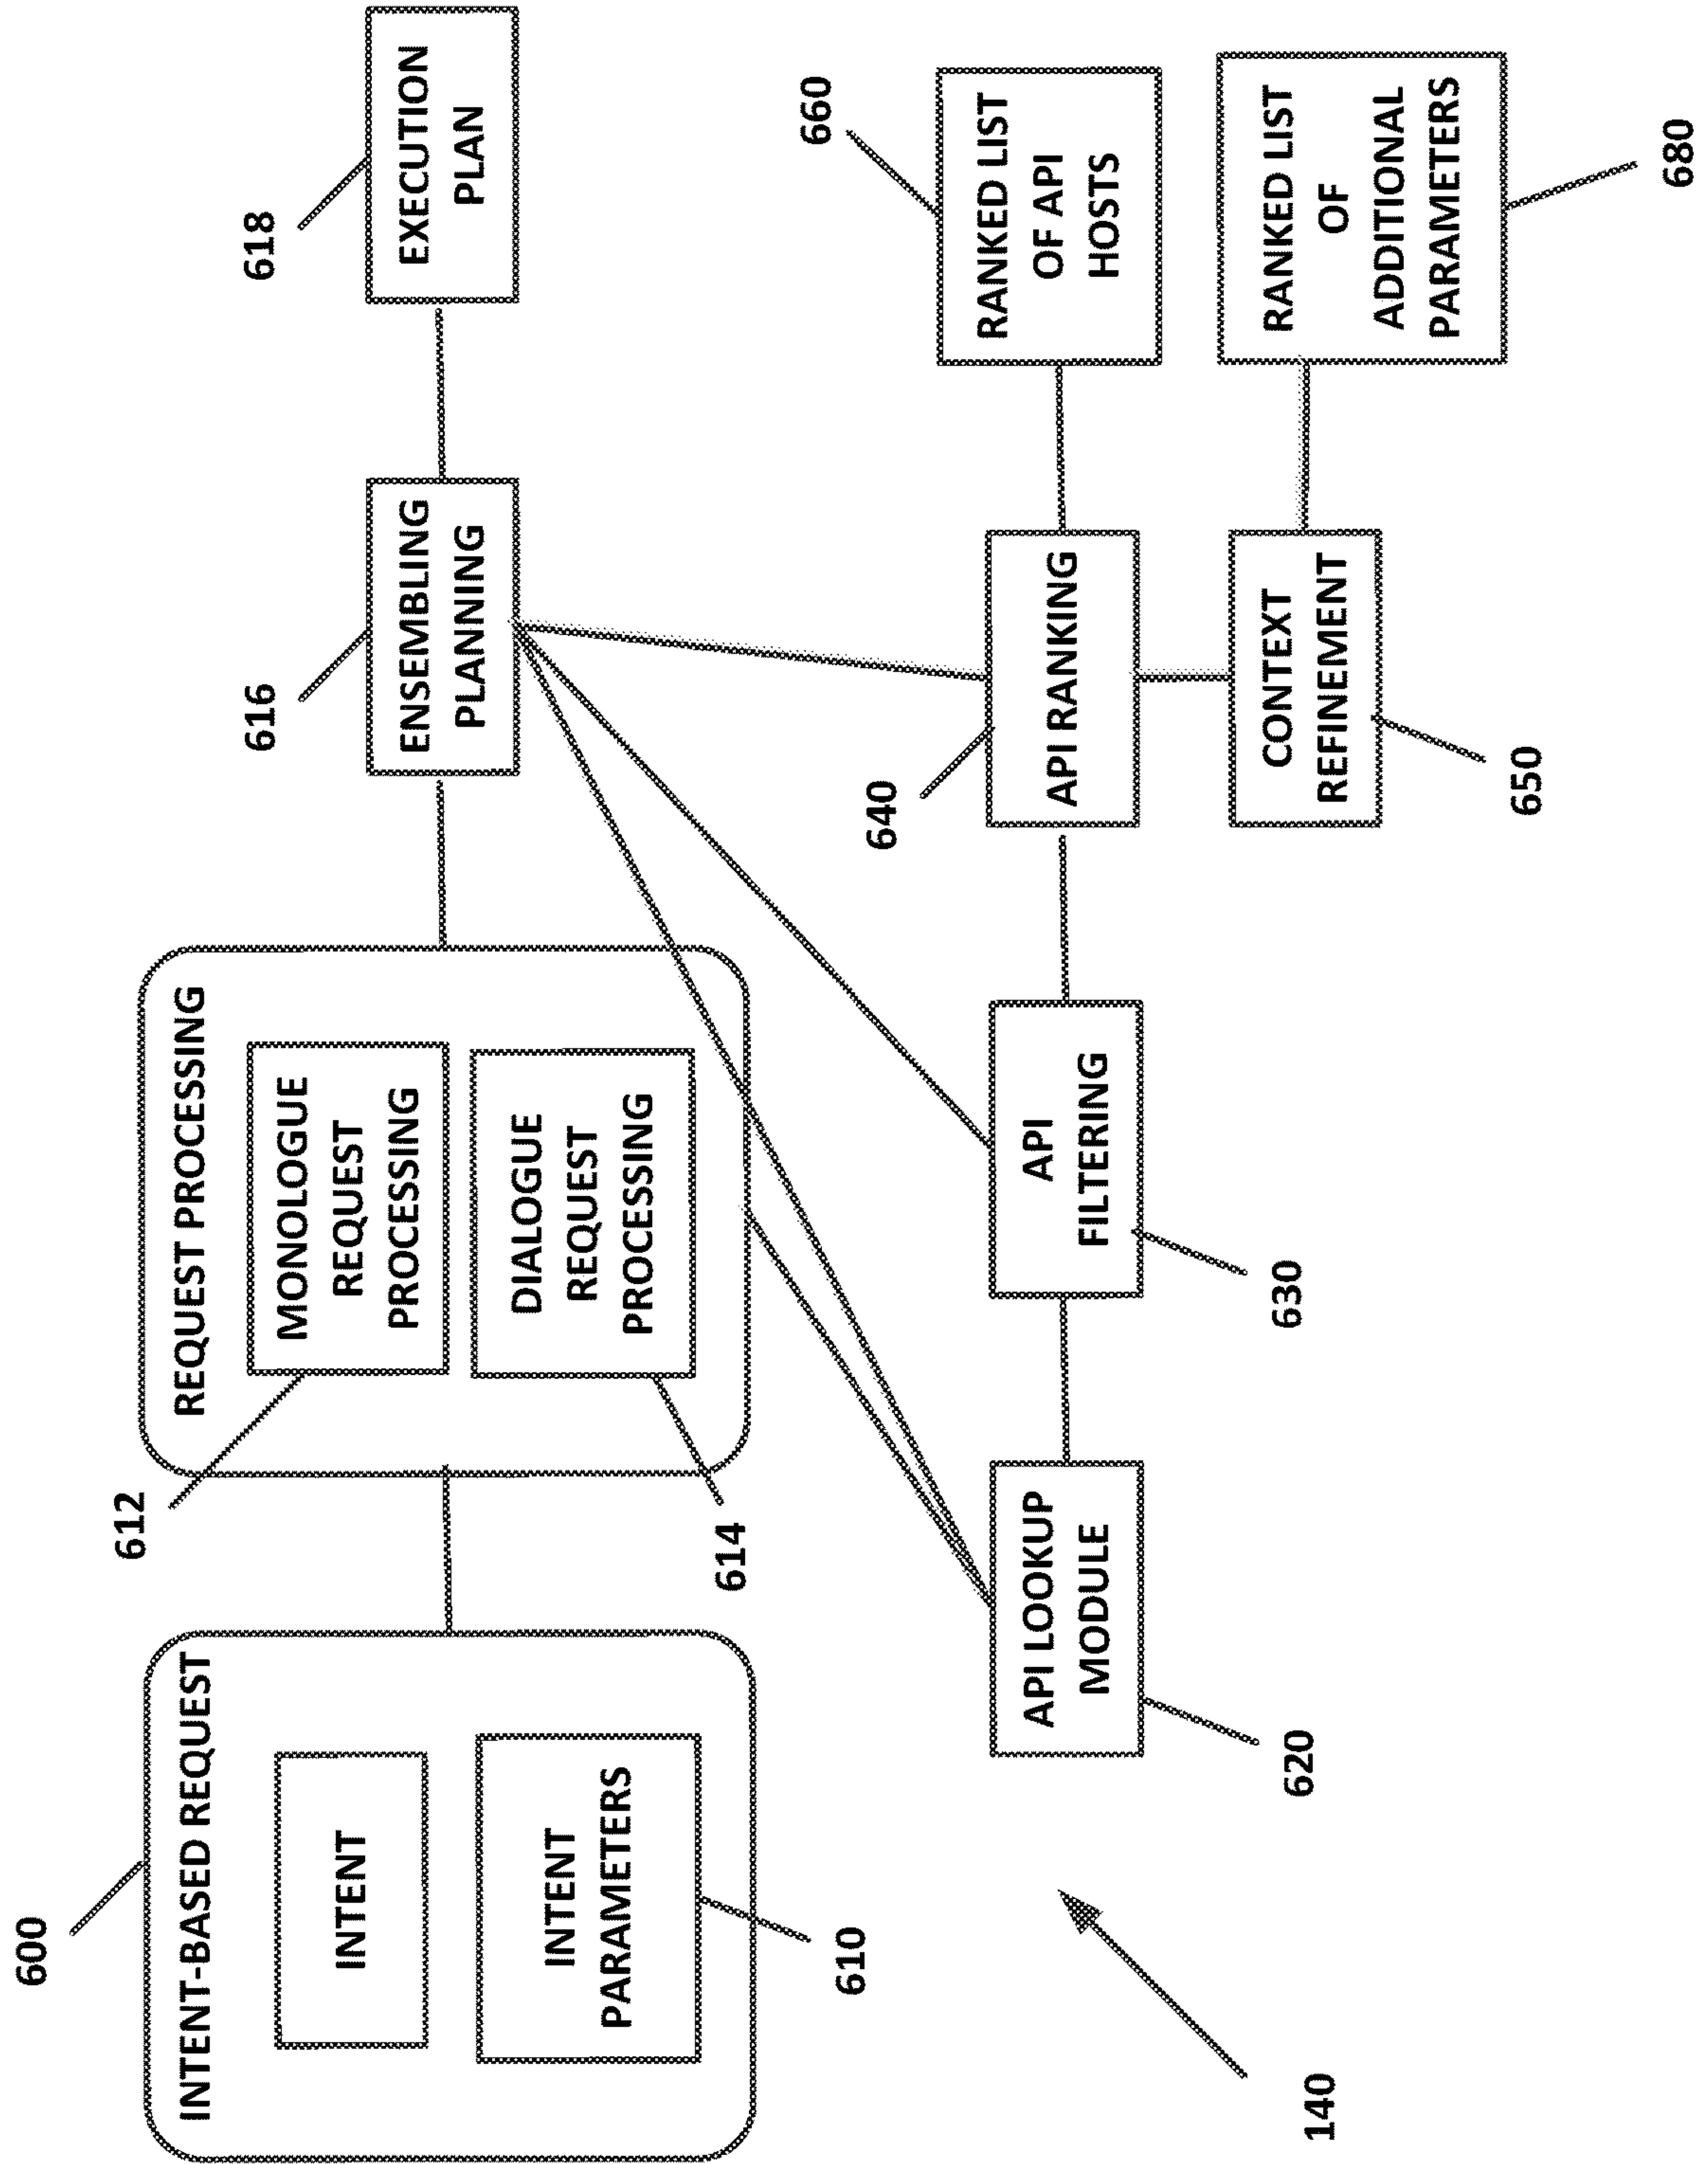 600
INTENT-BASED REQUEST
INTENT
INTENT
PARAMETERS
610
612
REQUEST PROCESSING
MONOLOGUE
REQUEST
PROCESSING
DIALOGUE
REQUEST
PROCESSING
614
616
ENSEMBLING
PLANNING
618
EXECUTION
PLAN
140
API LOOKUP
MODULE
620
API
FILTERING
630
640
API RANKING
CONTEXT
REFINEMENT
650
660
RANKED LIST
OF API
HOSTS
RANKED LIST
OF
ADDITIONAL
PARAMETERS
680